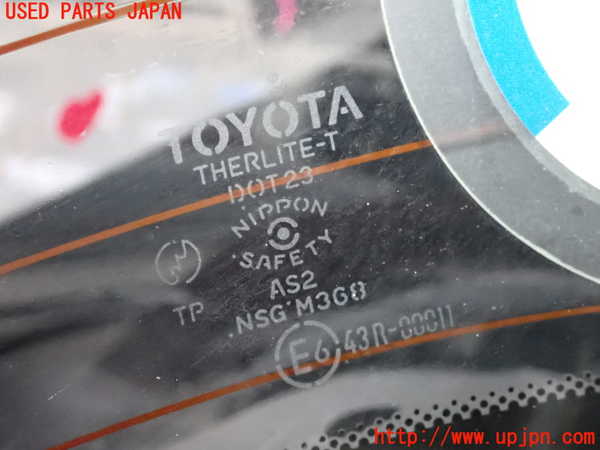 USED PARTS JAPAN
TOYOTA
THERLITE-T
DOT23
NIPPON
SAFETY
TP
AS2
NSG M3G8
E6 43R-00011
http://www.upjpn.com/